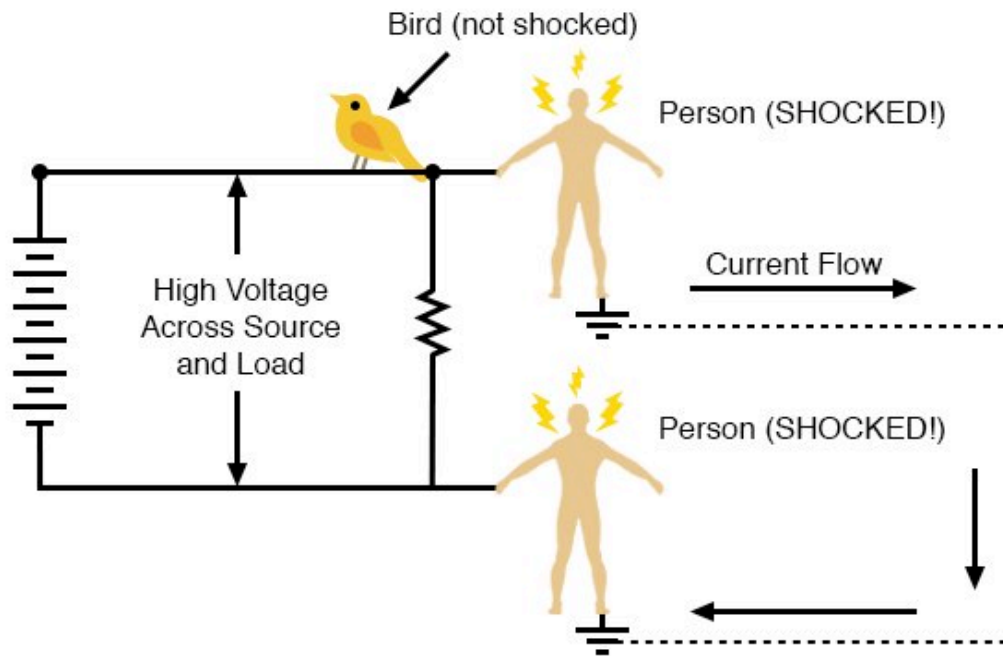 Bird (not shocked)
Person (SHOCKED!)
High Voltage
Across Source
and Load
Current Flow
Person (SHOCKED!)